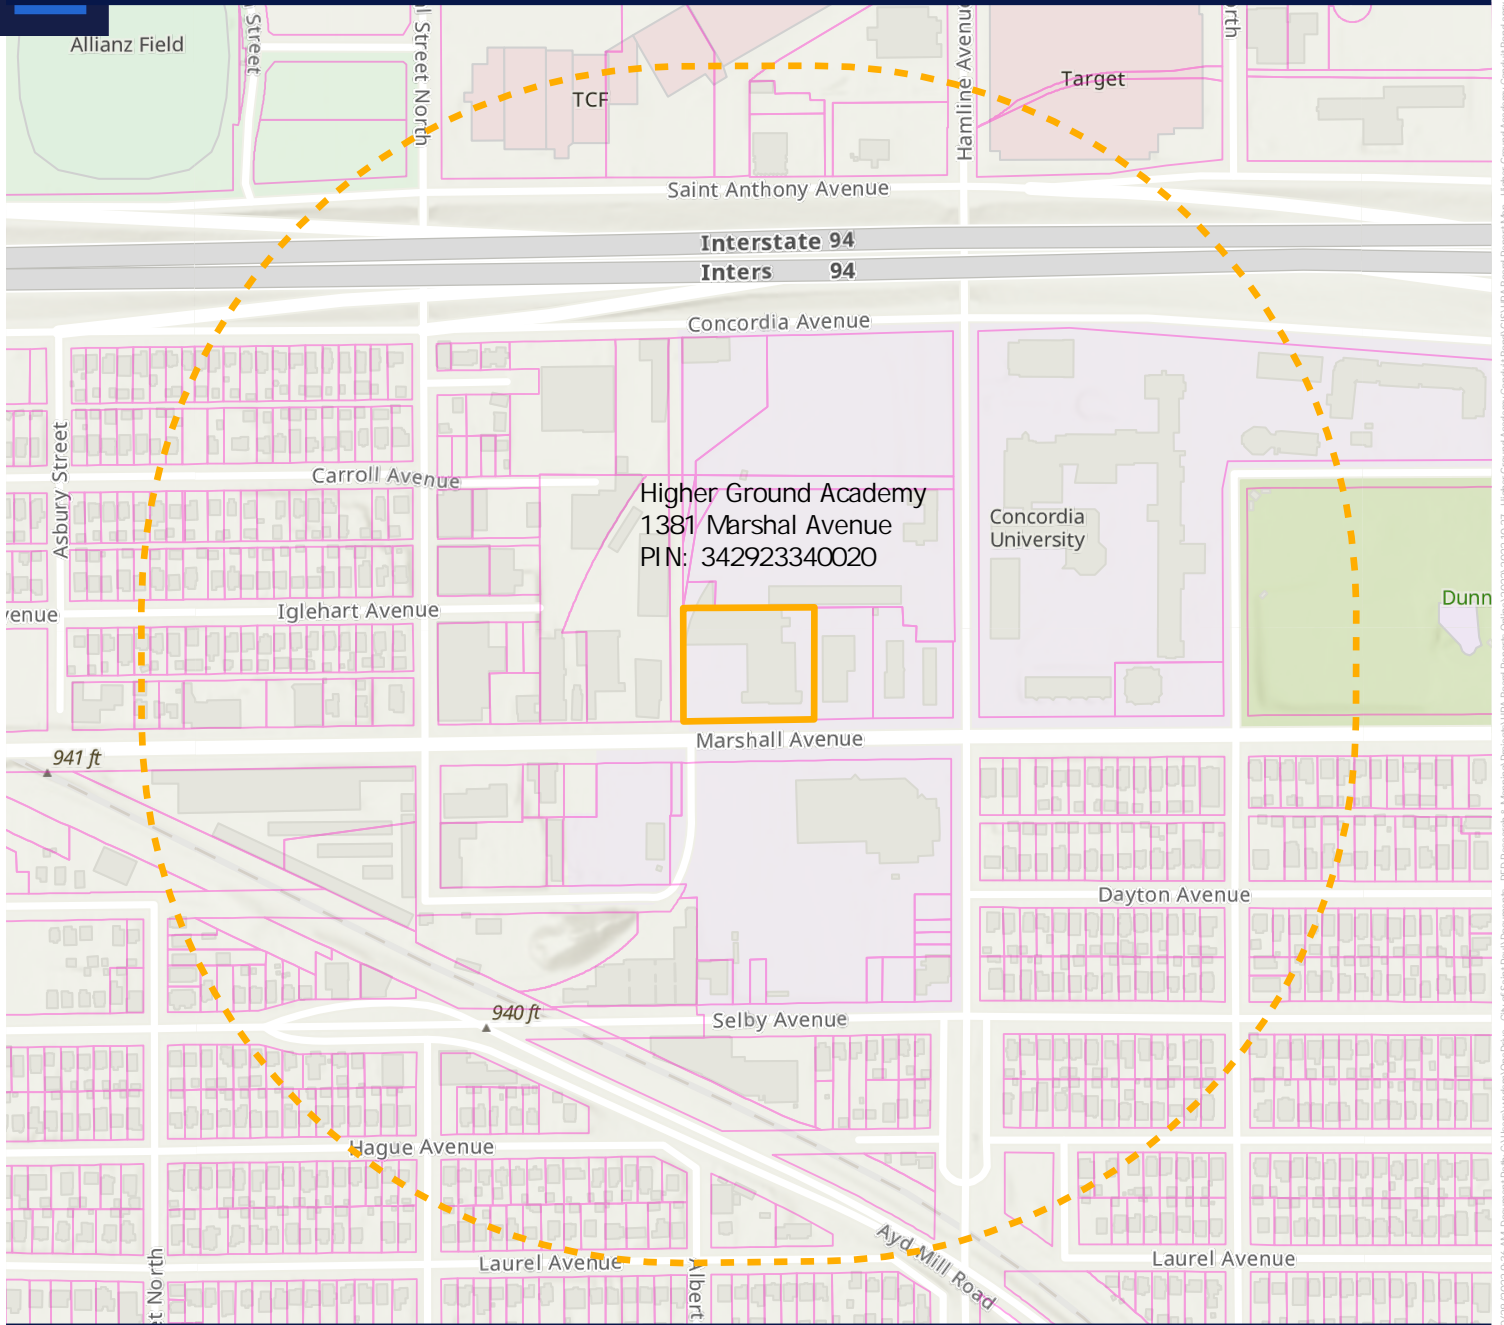 Allianz Field
Street
al Street North
TCF
Hamline Avenue
Target
orth
Saint Anthony Avenue
Interstate 94
Inters 94
Concordia Avenue
Asbury Street
Carroll Avenue
Higher Ground Academy
1381 Marshal Avenue
PIN: 342923340020
Concordia
University
Iglehart Avenue
venue
Dunn
Marshall Avenue
941 ft
Dayton Avenue
940 ft
Selby Avenue
Hague Avenue
Laurel Avenue
Albert
Ayd Mill Road
Laurel Avenue
et North